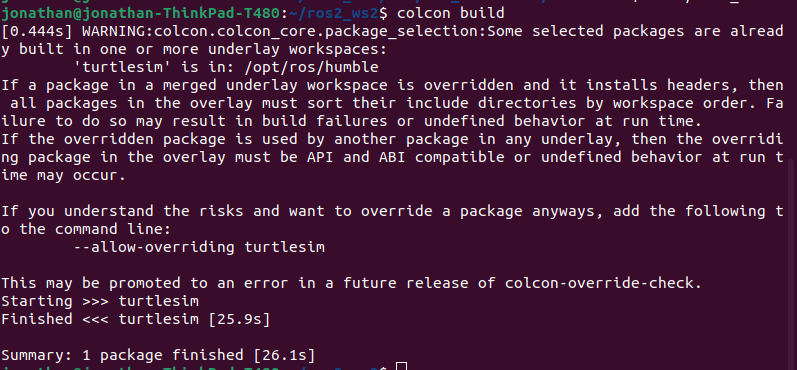 jonathan@jonathan-ThinkPad-T480:~/ros2_ws2$ colcon build
[0.444s] WARNING:colcon.colcon_core.package_selection:Some selected packages are alread
y built in one or more underlay workspaces:
        'turtlesim' is in: /opt/ros/humble
If a package in a merged underlay workspace is overridden and it installs headers, then
 all packages in the overlay must sort their include directories by workspace order. Fa
ilure to do so may result in build failures or undefined behavior at run time.
If the overridden package is used by another package in any underlay, then the overridi
ng package in the overlay must be API and ABI compatible or undefined behavior at run t
ime may occur.

If you understand the risks and want to override a package anyways, add the following t
o the command line:
        --allow-overriding turtlesim

This may be promoted to an error in a future release of colcon-override-check.
Starting >>> turtlesim
Finished <<< turtlesim [25.9s]

Summary: 1 package finished [26.1s]
jonathan@jonathan-ThinkPad-T480:~/ros2_ws2$